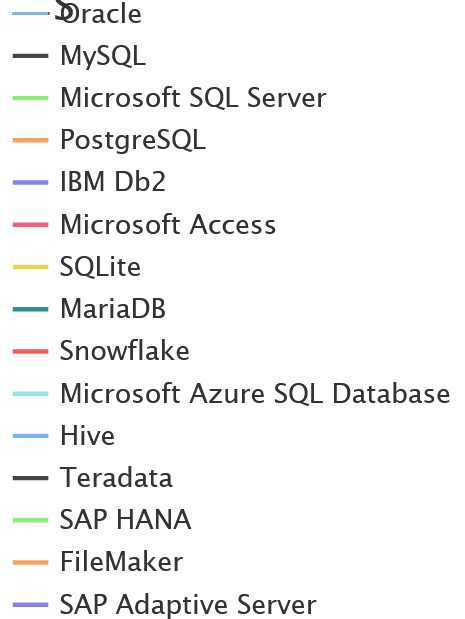 Oracle
MySQL
Microsoft SQL Server
PostgreSQL
IBM Db2
Microsoft Access
SQLite
MariaDB
Snowflake
Microsoft Azure SQL Database
Hive
Teradata
SAP HANA
FileMaker
SAP Adaptive Server